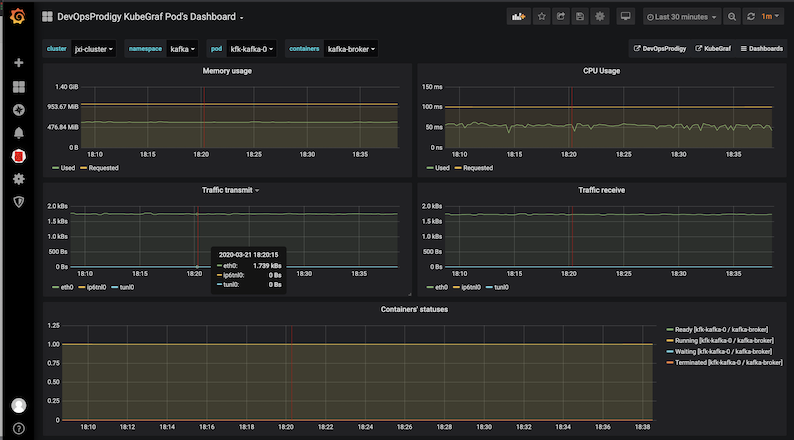 DevOpsProdigy KubeGraf Pod's Dashboard
Last 30 minutes
1m
cluster jxi-cluster namespace kafka pod kfk-kafka-0 containers kafka-broker
DevOpsProdigy KubeGraf Dashboards
Memory usage
1.40 GiB
953.67 MiB
476.84 MiB
0 B
18:10 18:15 18:20 18:25 18:30 18:35
Used Requested
CPU Usage
150 ms
100 ms
50 ms
0 ns
18:10 18:15 18:20 18:25 18:30 18:35
Used Requested
Traffic transmit
2.0 kBs
1.5 kBs
1.0 kBs
500 Bs
0 Bs
18:10 18:15 18:20 18:25 18:30 18:35
eth0 ip6tnl0 tunl0
2020-03-21 18:20:15
eth0: 1.739 kBs
ip6tnl0: 0 Bs
tunl0: 0 Bs
Traffic receive
2.0 kBs
1.5 kBs
1.0 kBs
500 Bs
0 Bs
18:10 18:15 18:20 18:25 18:30 18:35
eth0 ip6tnl0 tunl0
Containers' statuses
1.25
1.00
0.75
0.50
0.25
0
18:10 18:12 18:14 18:16 18:18 18:20 18:22 18:24 18:26 18:28 18:30 18:32 18:34 18:36 18:38
Ready [kfk-kafka-0 / kafka-broker]
Running [kfk-kafka-0 / kafka-broker]
Waiting [kfk-kafka-0 / kafka-broker]
Terminated [kfk-kafka-0 / kafka-broker]